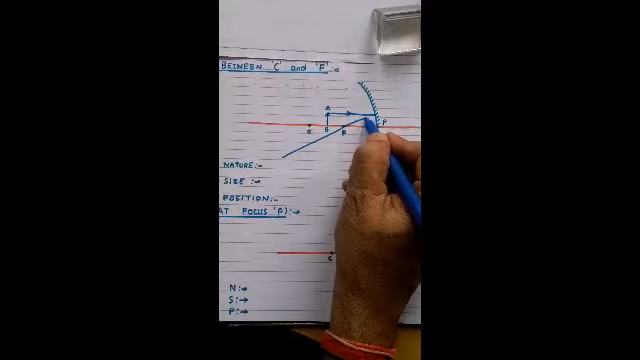 BETWEEN 'C' and 'F':-
A
P
C B F
NATURE:-
SIZE :→
POSITION:-
AT FOCUS 'F):→
C
N:→
S:→
P:→